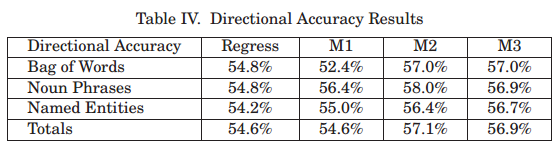 Table IV. Directional Accuracy Results
Directional Accuracy Regress M1 M2 M3
Bag of Words 54.8% 52.4% 57.0% 57.0%
Noun Phrases 54.8% 56.4% 58.0% 56.9%
Named Entities 54.2% 55.0% 56.4% 56.7%
Totals 54.6% 54.6% 57.1% 56.9%